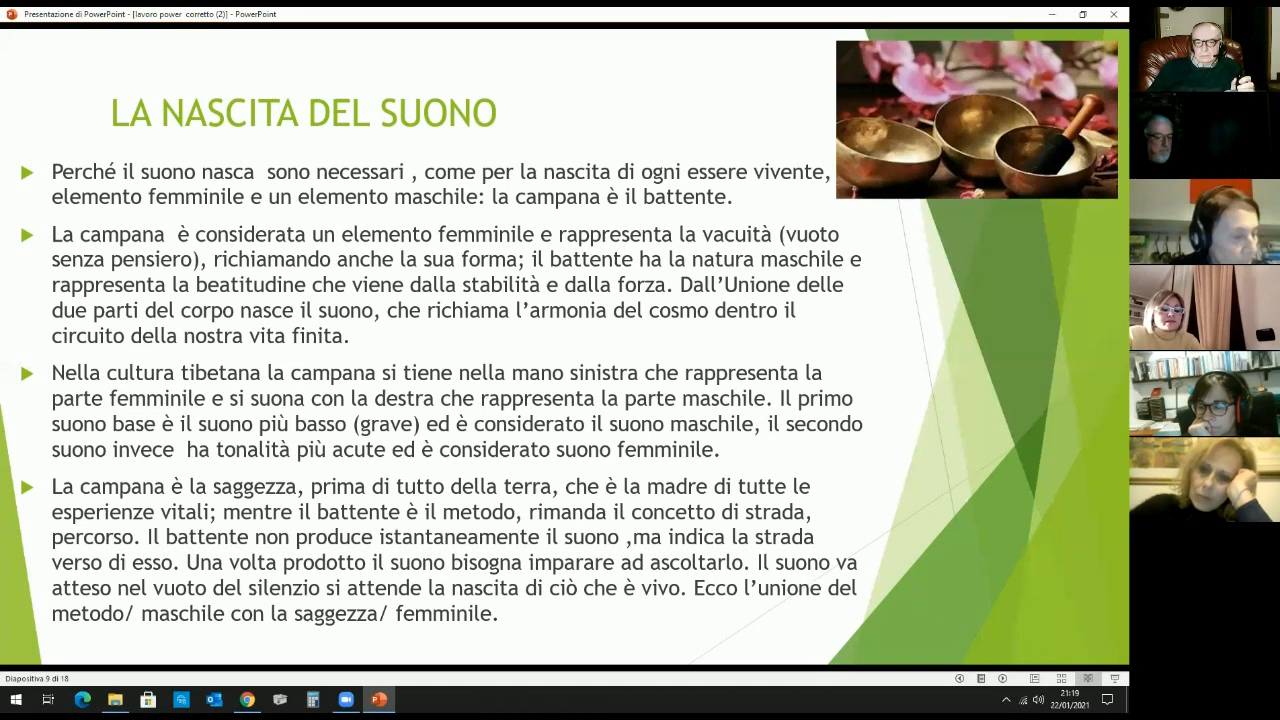 Presentazione di PowerPoint - [lavoro power corretto (2)] - PowerPoint
LA NASCITA DEL SUONO
Perché il suono nasca sono necessari , come per la nascita di ogni essere vivente,
elemento femminile e un elemento maschile: la campana è il battente.
La campana è considerata un elemento femminile e rappresenta la vacuità (vuoto
senza pensiero), richiamando anche la sua forma; il battente ha la natura maschile e
rappresenta la beatitudine che viene dalla stabilità e dalla forza. Dall’Unione delle
due parti del corpo nasce il suono, che richiama l’armonia del cosmo dentro il
circuito della nostra vita finita.
Nella cultura tibetana la campana si tiene nella mano sinistra che rappresenta la
parte femminile e si suona con la destra che rappresenta la parte maschile. Il primo
suono base è il suono più basso (grave) ed è considerato il suono maschile, il secondo
suono invece ha tonalità più acute ed è considerato suono femminile.
La campana è la saggezza, prima di tutto della terra, che è la madre di tutte le
esperienze vitali; mentre il battente è il metodo, rimanda il concetto di strada,
percorso. Il battente non produce istantaneamente il suono ,ma indica la strada
verso di esso. Una volta prodotto il suono bisogna imparare ad ascoltarlo. Il suono va
atteso nel vuoto del silenzio si attende la nascita di ciò che è vivo. Ecco l’unione del
metodo/ maschile con la saggezza/ femminile.
Diapositiva 9 di 18
21:19
22/01/2021